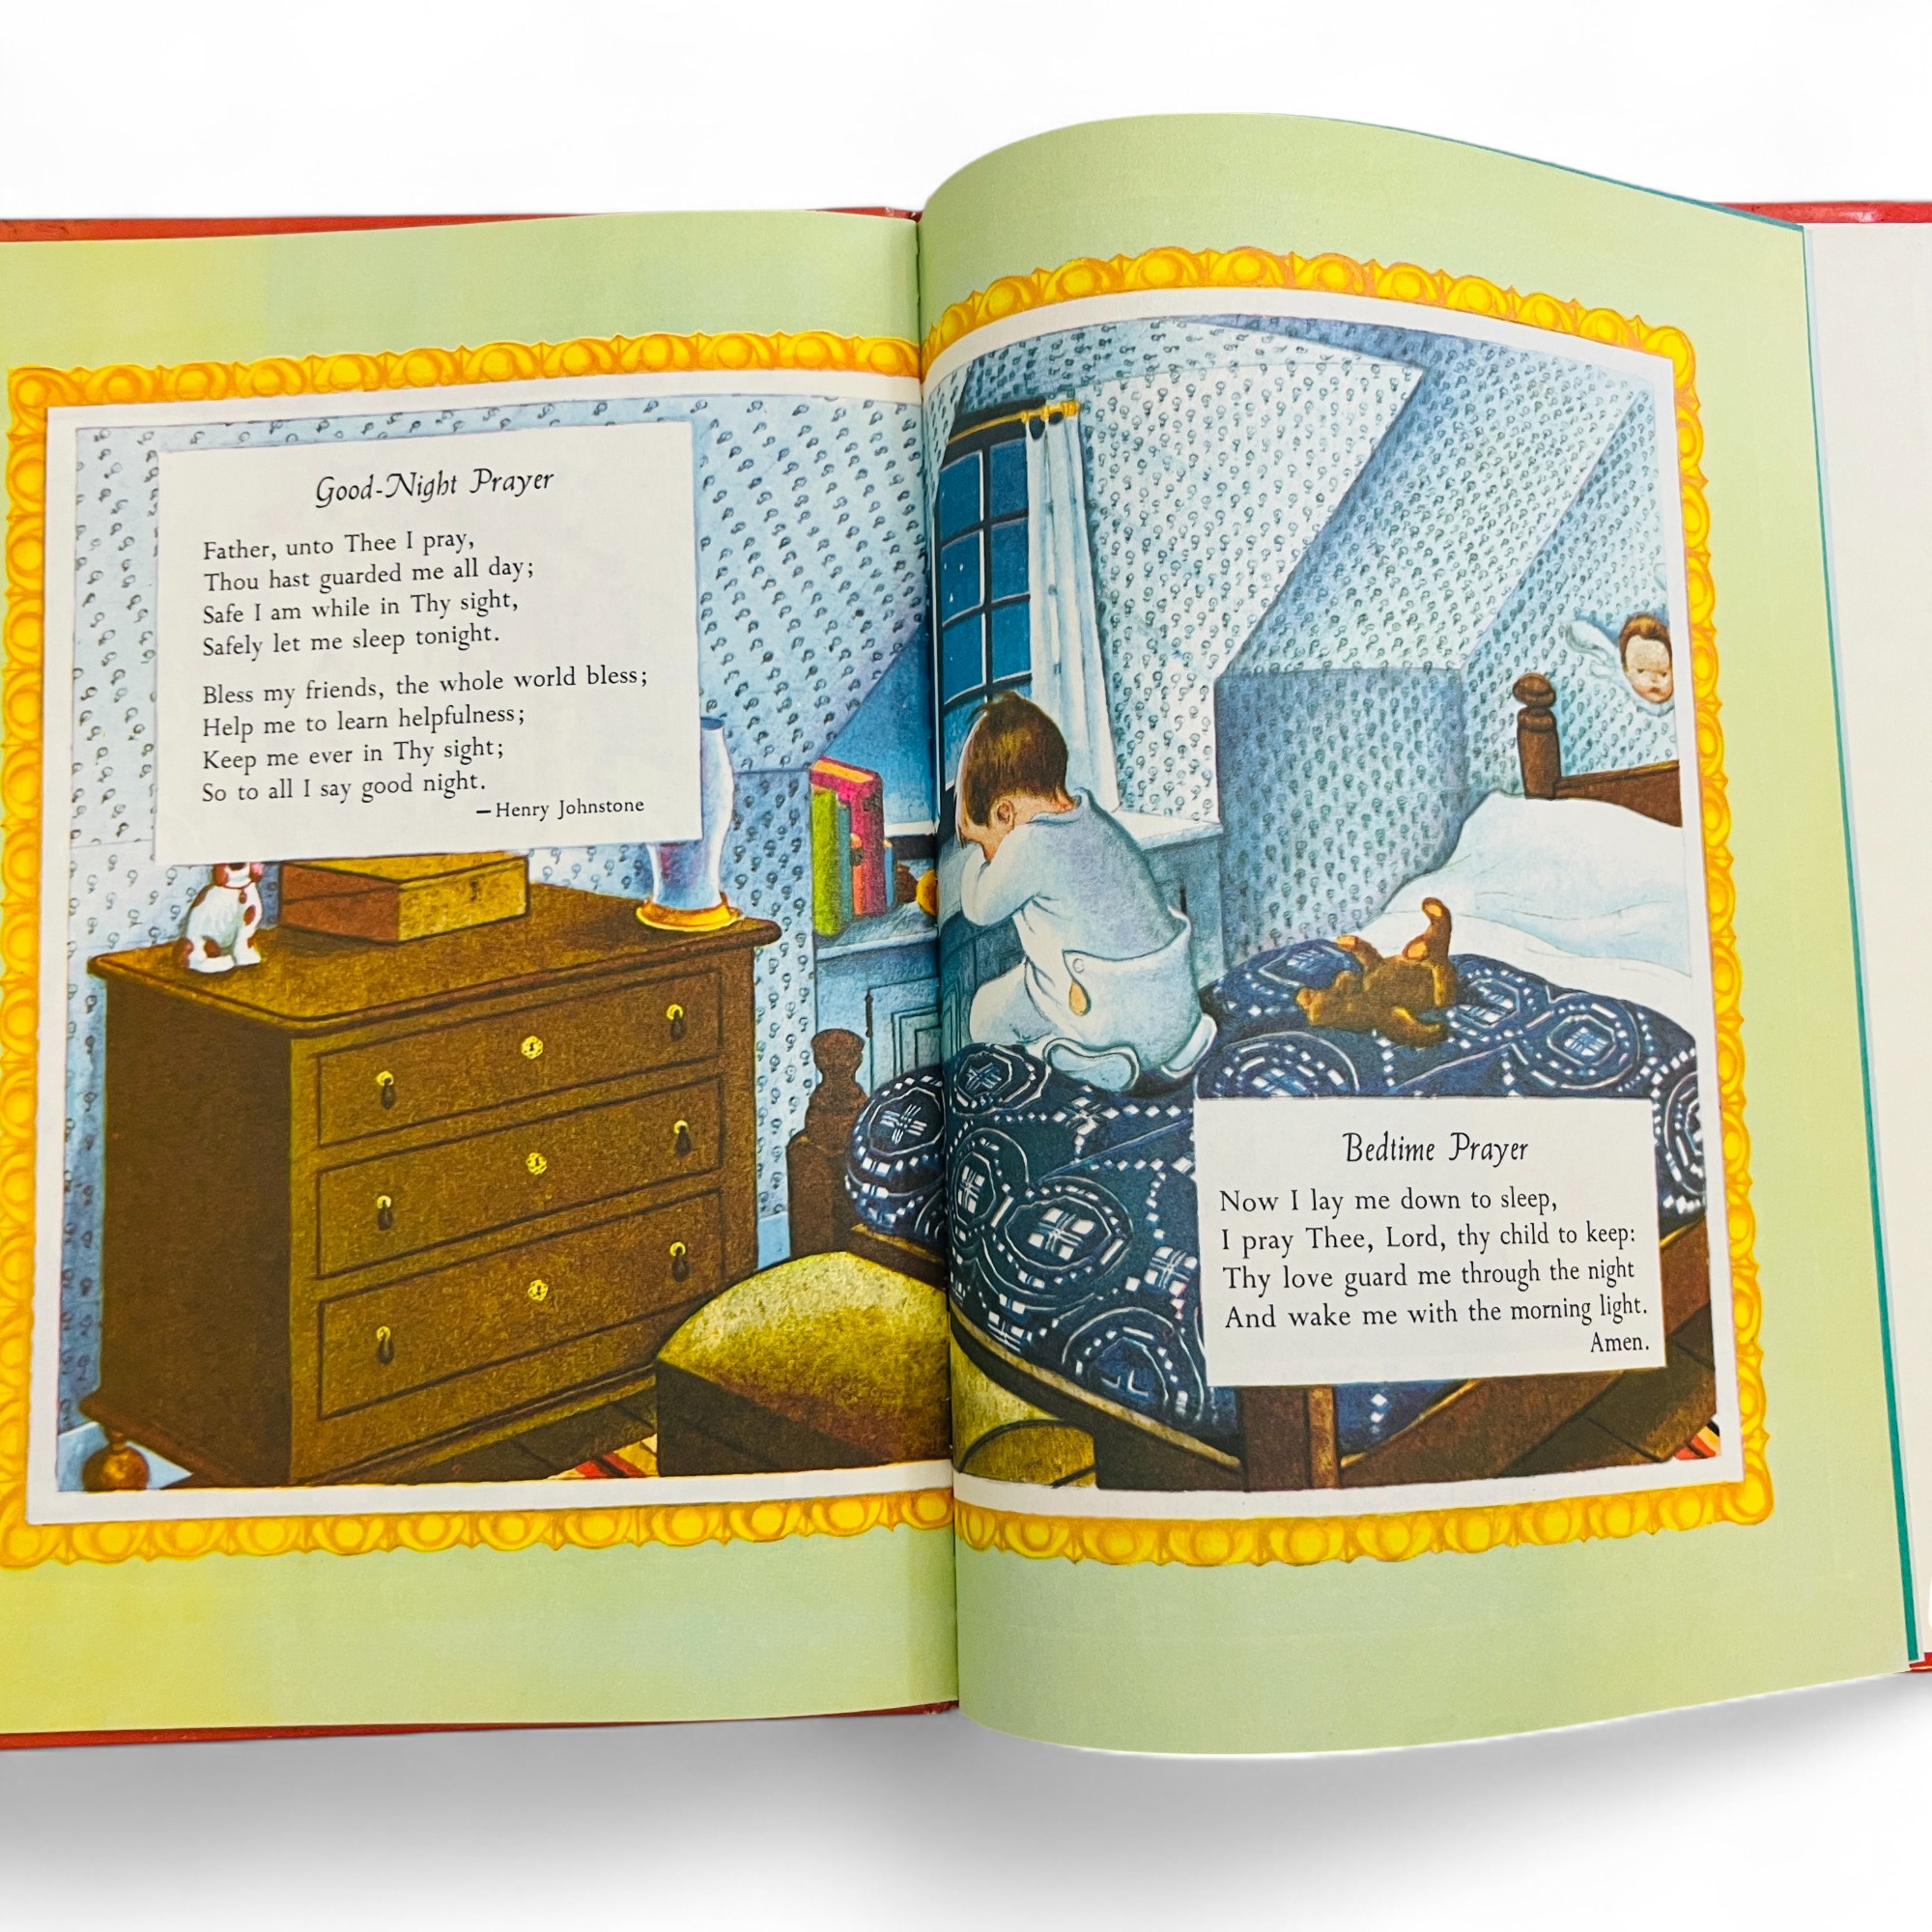 Good-Night Prayer
Father, unto Thee I pray,
Thou hast guarded me all day;
Safe I am while in Thy sight,
Safely let me sleep tonight.
Bless my friends, the whole world bless;
Help me to learn helpfulness;
Keep me ever in Thy sight;
So to all I say good night.
—Henry Johnstone
Bedtime Prayer
Now I lay me down to sleep,
I pray Thee, Lord, thy child to keep:
Thy love guard me through the night
And wake me with the morning light.
Amen.